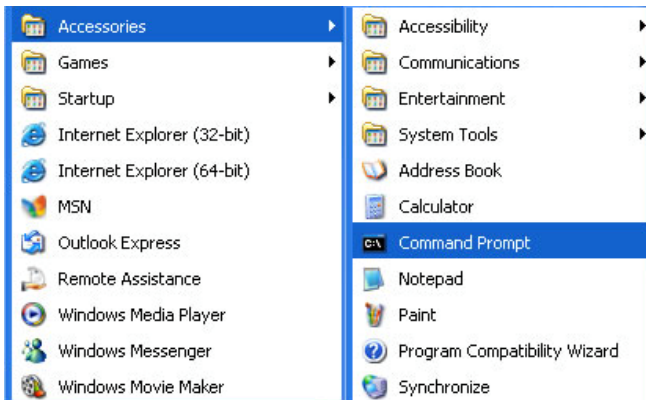 Accessories
Games
Startup
Internet Explorer (32-bit)
Internet Explorer (64-bit)
MSN
Outlook Express
Remote Assistance
Windows Media Player
Windows Messenger
Windows Movie Maker
Accessibility
Communications
Entertainment
System Tools
Address Book
Calculator
C:\
Command Prompt
Notepad
Paint
Program Compatibility Wizard
Synchronize